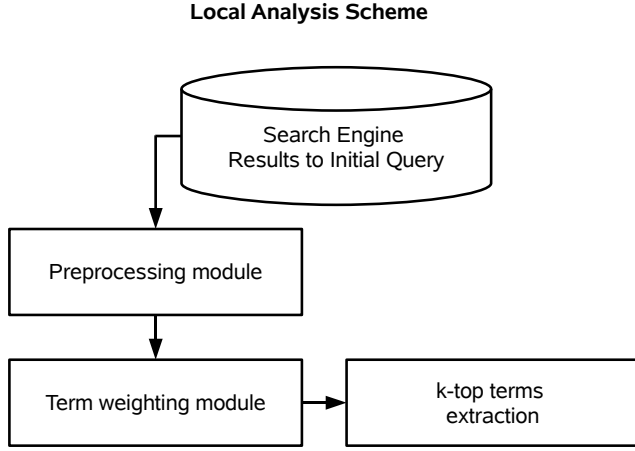 Local Analysis Scheme
Search Engine
Results to Initial Query
Preprocessing module
Term weighting module
k-top terms
extraction